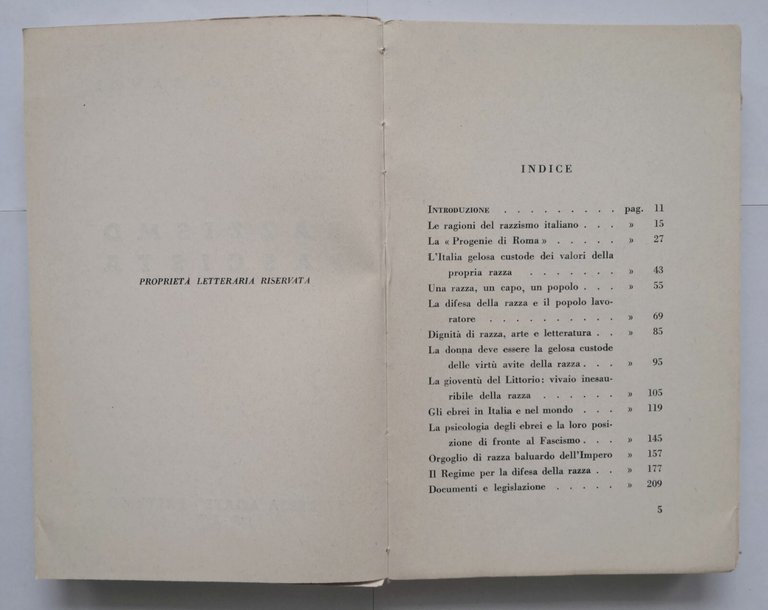 PROPRIETÀ LETTERARIA RISERVATA
INDICE
INTRODUZIONE . . . . . . . . . pag. 11
Le ragioni del razzismo italiano . . . » 15
La « Progenie di Roma » . . . . . » 27
L'Italia gelosa custode dei valori della
propria razza . . . . . . . » 43
Una razza, un capo, un popolo . . . » 55
La difesa della razza e il popolo lavo-
ratore . . . . . . . . . » 69
Dignità di razza, arte e letteratura . . » 85
La donna deve essere la gelosa custode
delle virtù avite della razza . . . » 95
La gioventù del Littorio : vivaio inesau-
ribile della razza . . . . . » 105
Gli ebrei in Italia e nel mondo . . . » 119
La psicologia degli ebrei e la loro posi-
zione di fronte al Fascismo . . . » 145
Orgoglio di razza baluardo dell'Impero » 157
Il Regime per la difesa della razza . . » 177
Documenti e legislazione . . . . . » 209
5